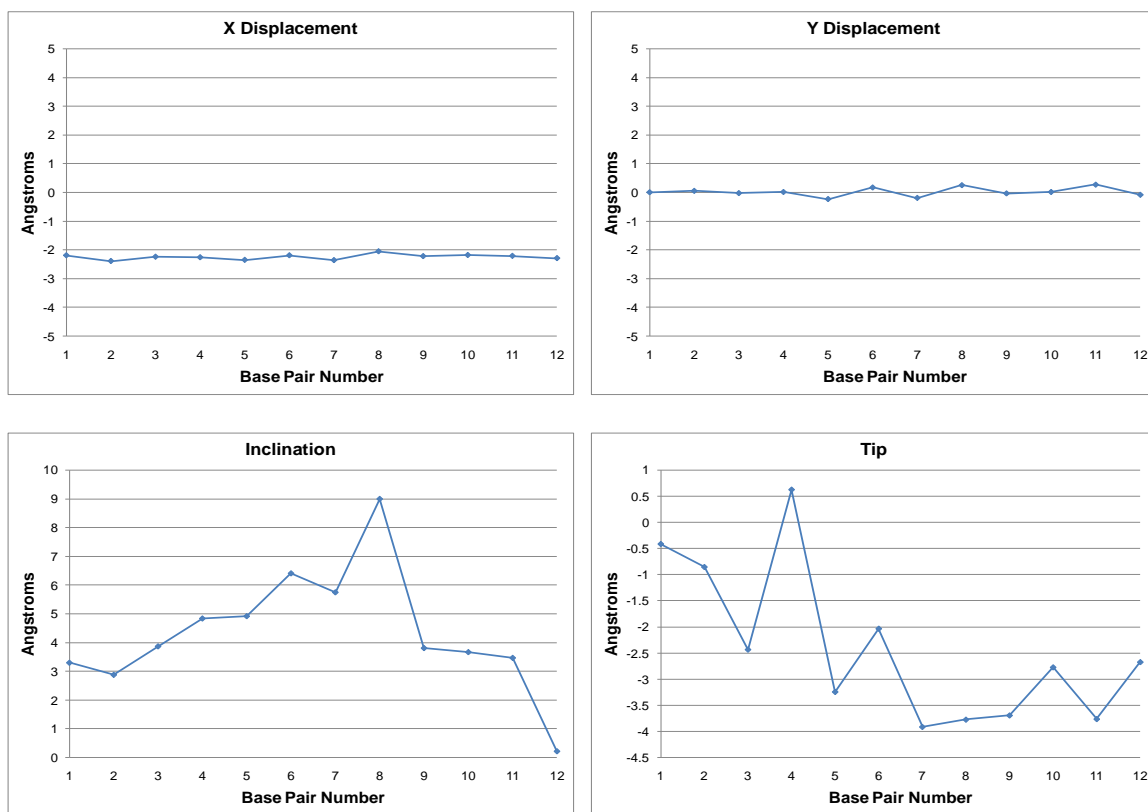 X Displacement
5
4
3
2
1
0
-1
-2
-3
-4
-5
Angstroms
1 2 3 4 5 6 7 8 9 10 11 12
Base Pair Number
Y Displacement
5
4
3
2
1
0
-1
-2
-3
-4
-5
Angstroms
1 2 3 4 5 6 7 8 9 10 11 12
Base Pair Number
Inclination
10
9
8
7
6
5
4
3
2
1
0
Angstroms
1 2 3 4 5 6 7 8 9 10 11 12
Base Pair Number
Tip
1
0.5
0
-0.5
-1
-1.5
-2
-2.5
-3
-3.5
-4
-4.5
Angstroms
1 2 3 4 5 6 7 8 9 10 11 12
Base Pair Number